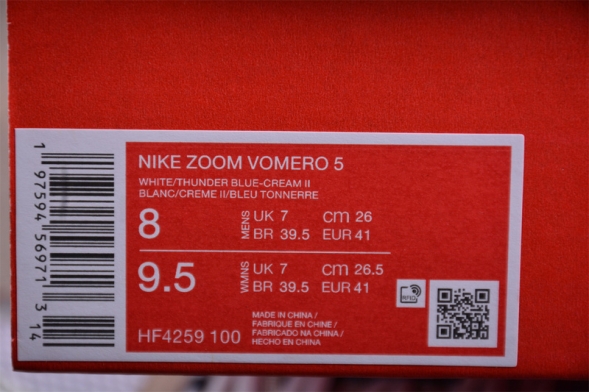 NIKE ZOOM VOMERO 5
WHITE/THUNDER BLUE-CREAM II
BLANC/CREME II/BLEU TONNERRE
8 MENS UK 7 cm 26
BR 39.5 EUR 41
9.5 WMNS UK 7 cm 26.5
BR 39.5 EUR 41
RFID
MADE IN CHINA /
FABRIQUE EN CHINE /
FABRICADO NA CHINA /
HECHO EN CHINA
HF4259 100
1 97594 56971 3 14